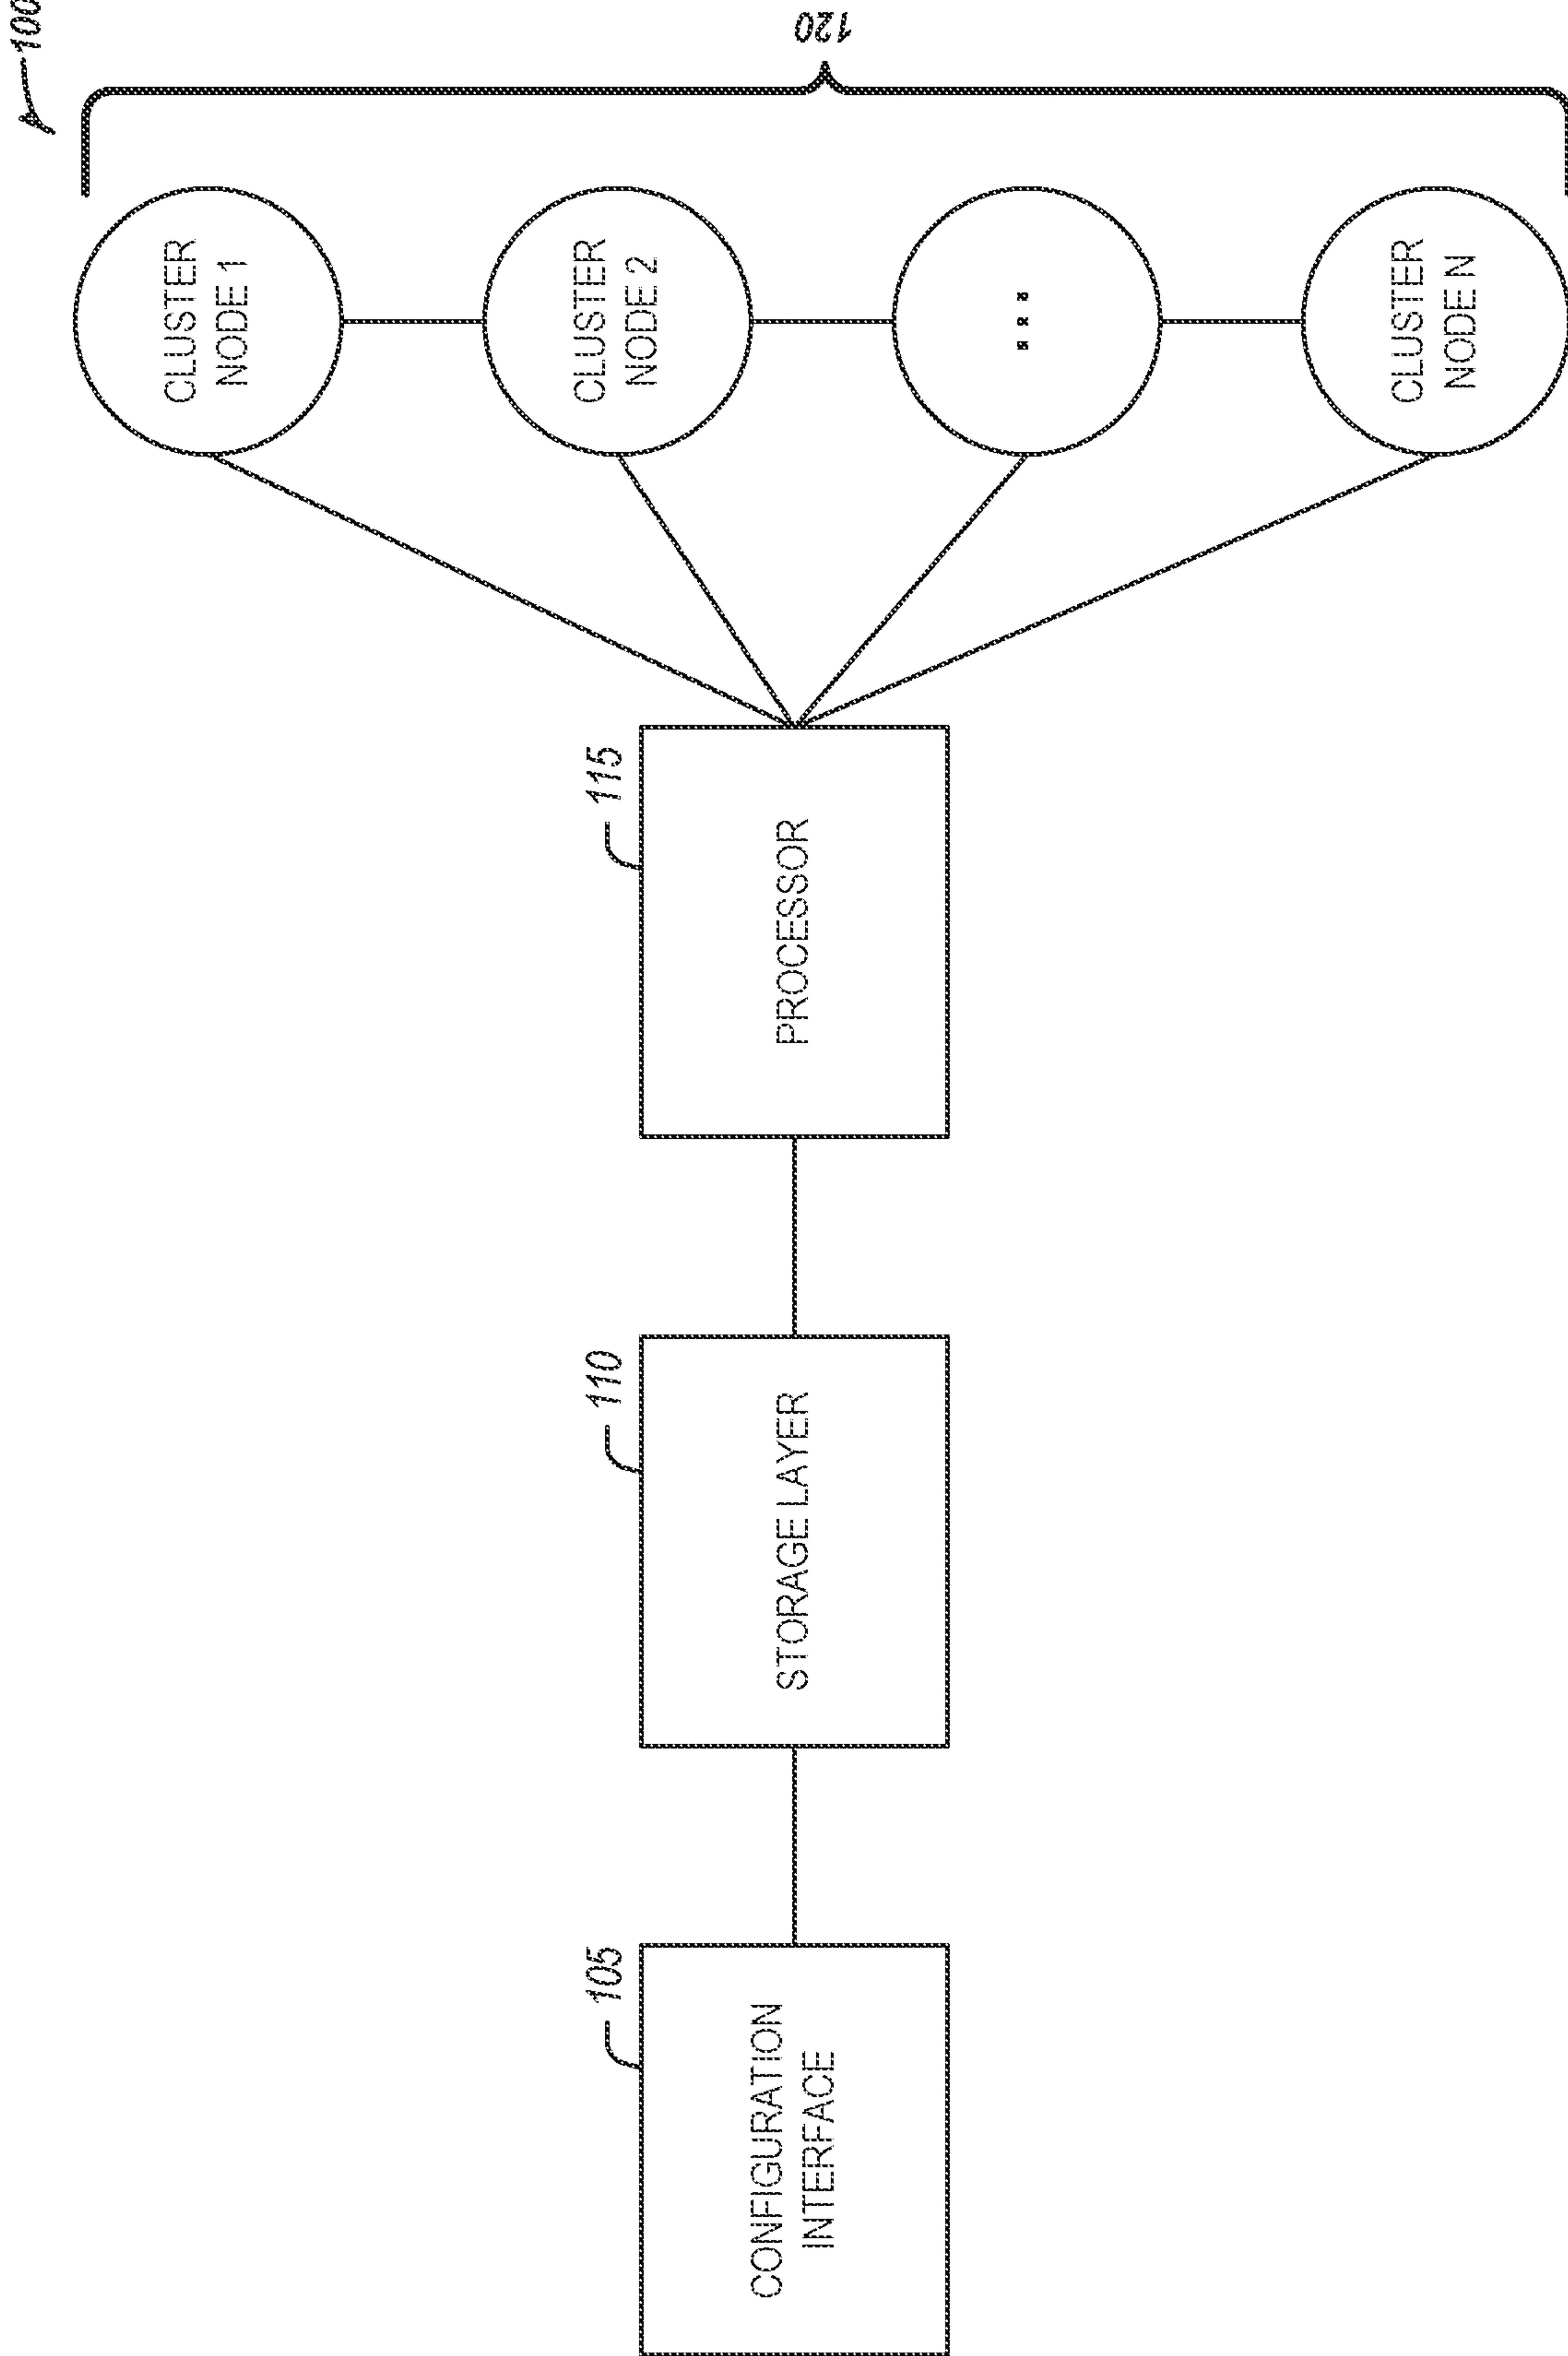 100
120
CLUSTER
NODE 1
CLUSTER
NODE 2
...
CLUSTER
NODE N
115
PROCESSOR
110
STORAGE LAYER
105
CONFIGURATION
INTERFACE